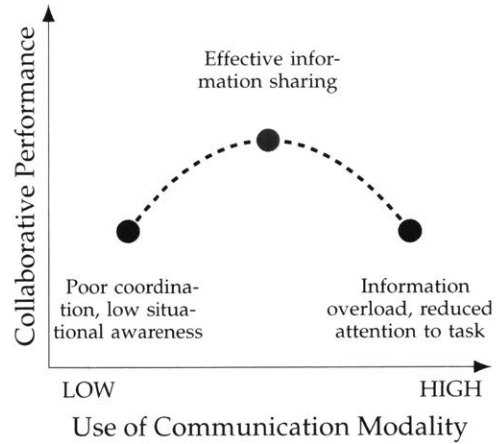 Collaborative Performance
Effective infor-
mation sharing
Poor coordina-
tion, low situa-
tional awareness
Information
overload, reduced
attention to task
LOW
HIGH
Use of Communication Modality